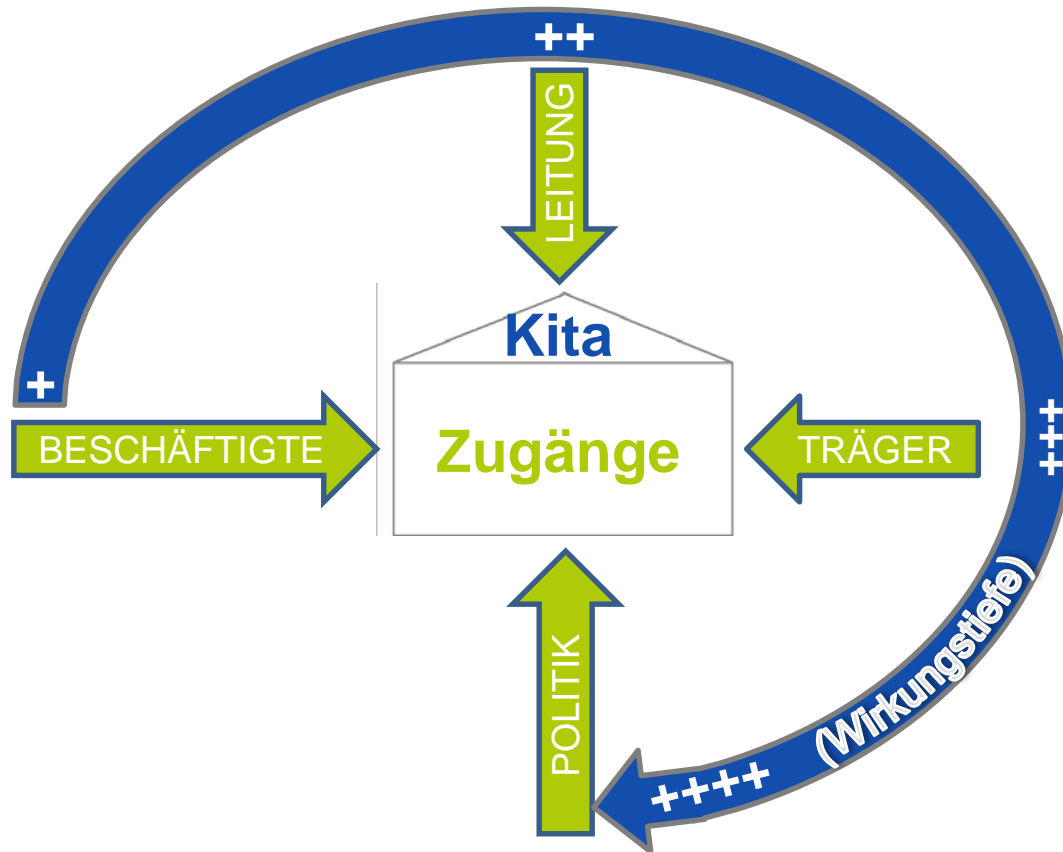 ++
LEITUNG
Kita
+
+++
BESCHÄFTIGTE
Zugänge
TRÄGER
POLITIK
(Wirkungstiefe)
++++